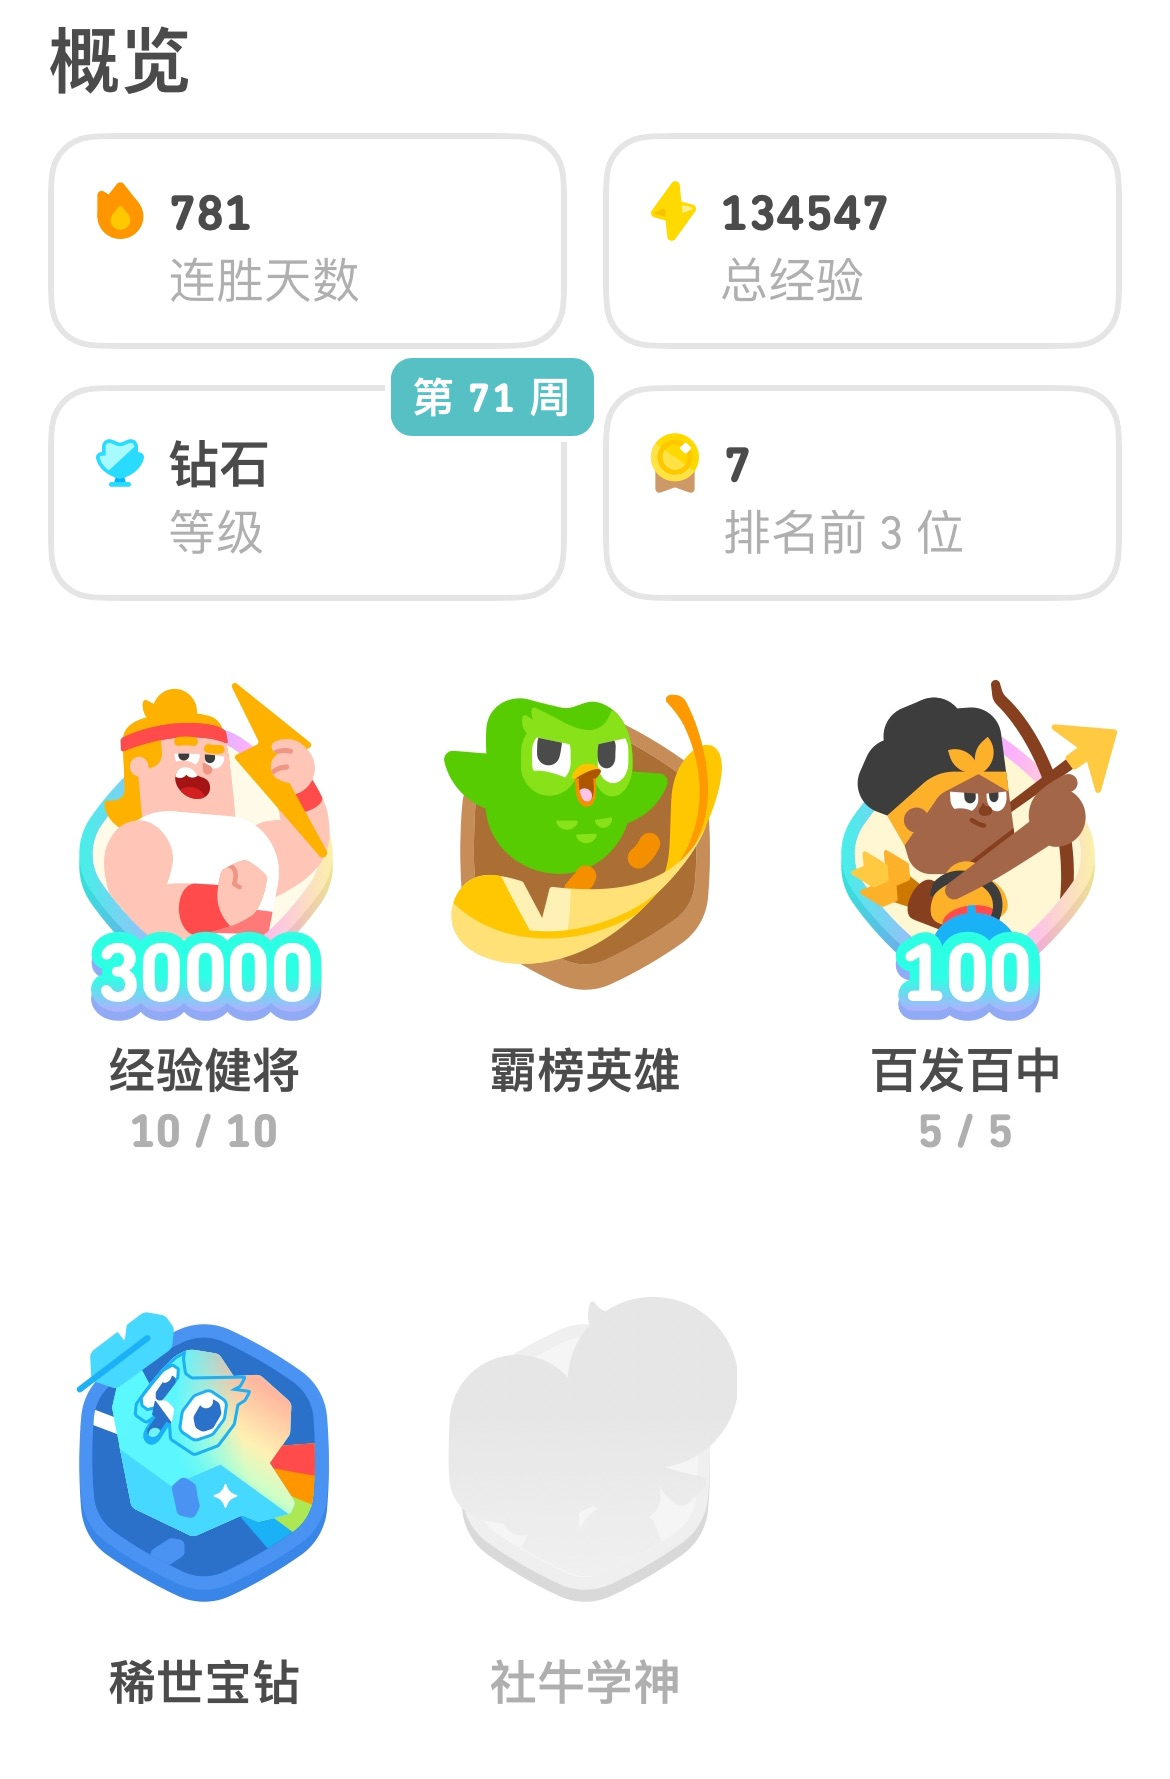 概览
781
连胜天数
134547
总经验
第 71 周
钻石
等级
7
排名前 3 位
30000
100
经验健将
霸榜英雄
百发百中
10 / 10
5 / 5
稀世宝钻
社牛学神